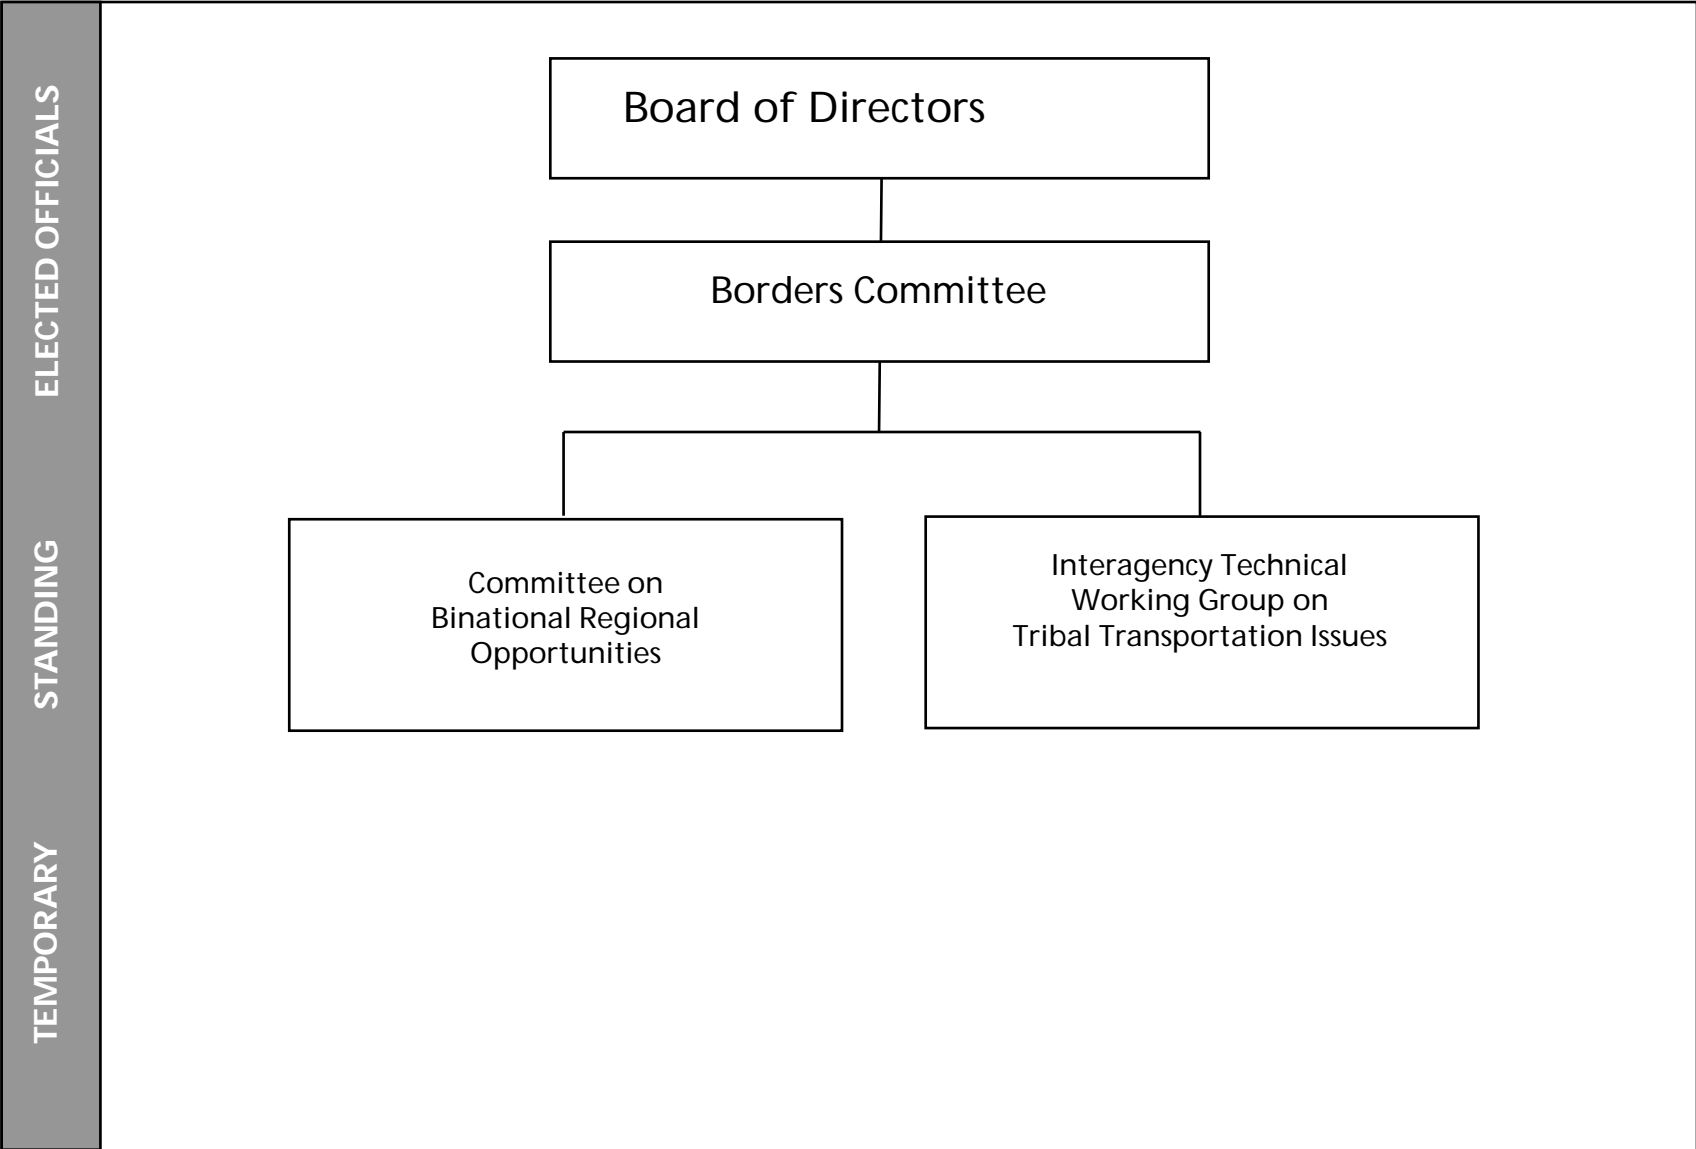 ELECTED OFFICIALS
Board of Directors
Borders Committee
STANDING
Committee on
Binational Regional
Opportunities
Interagency Technical
Working Group on
Tribal Transportation Issues
TEMPORARY